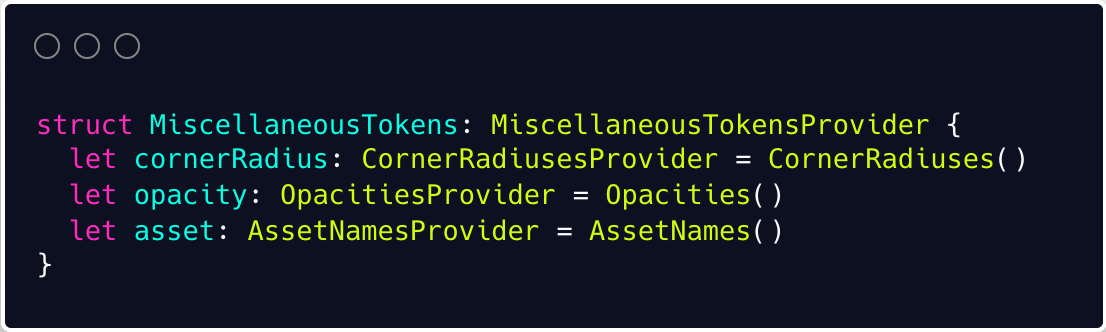 struct MiscellaneousTokens: MiscellaneousTokensProvider {
  let cornerRadius: CornerRadiusesProvider = CornerRadiuses()
  let opacity: OpacitiesProvider = Opacities()
  let asset: AssetNamesProvider = AssetNames()
}